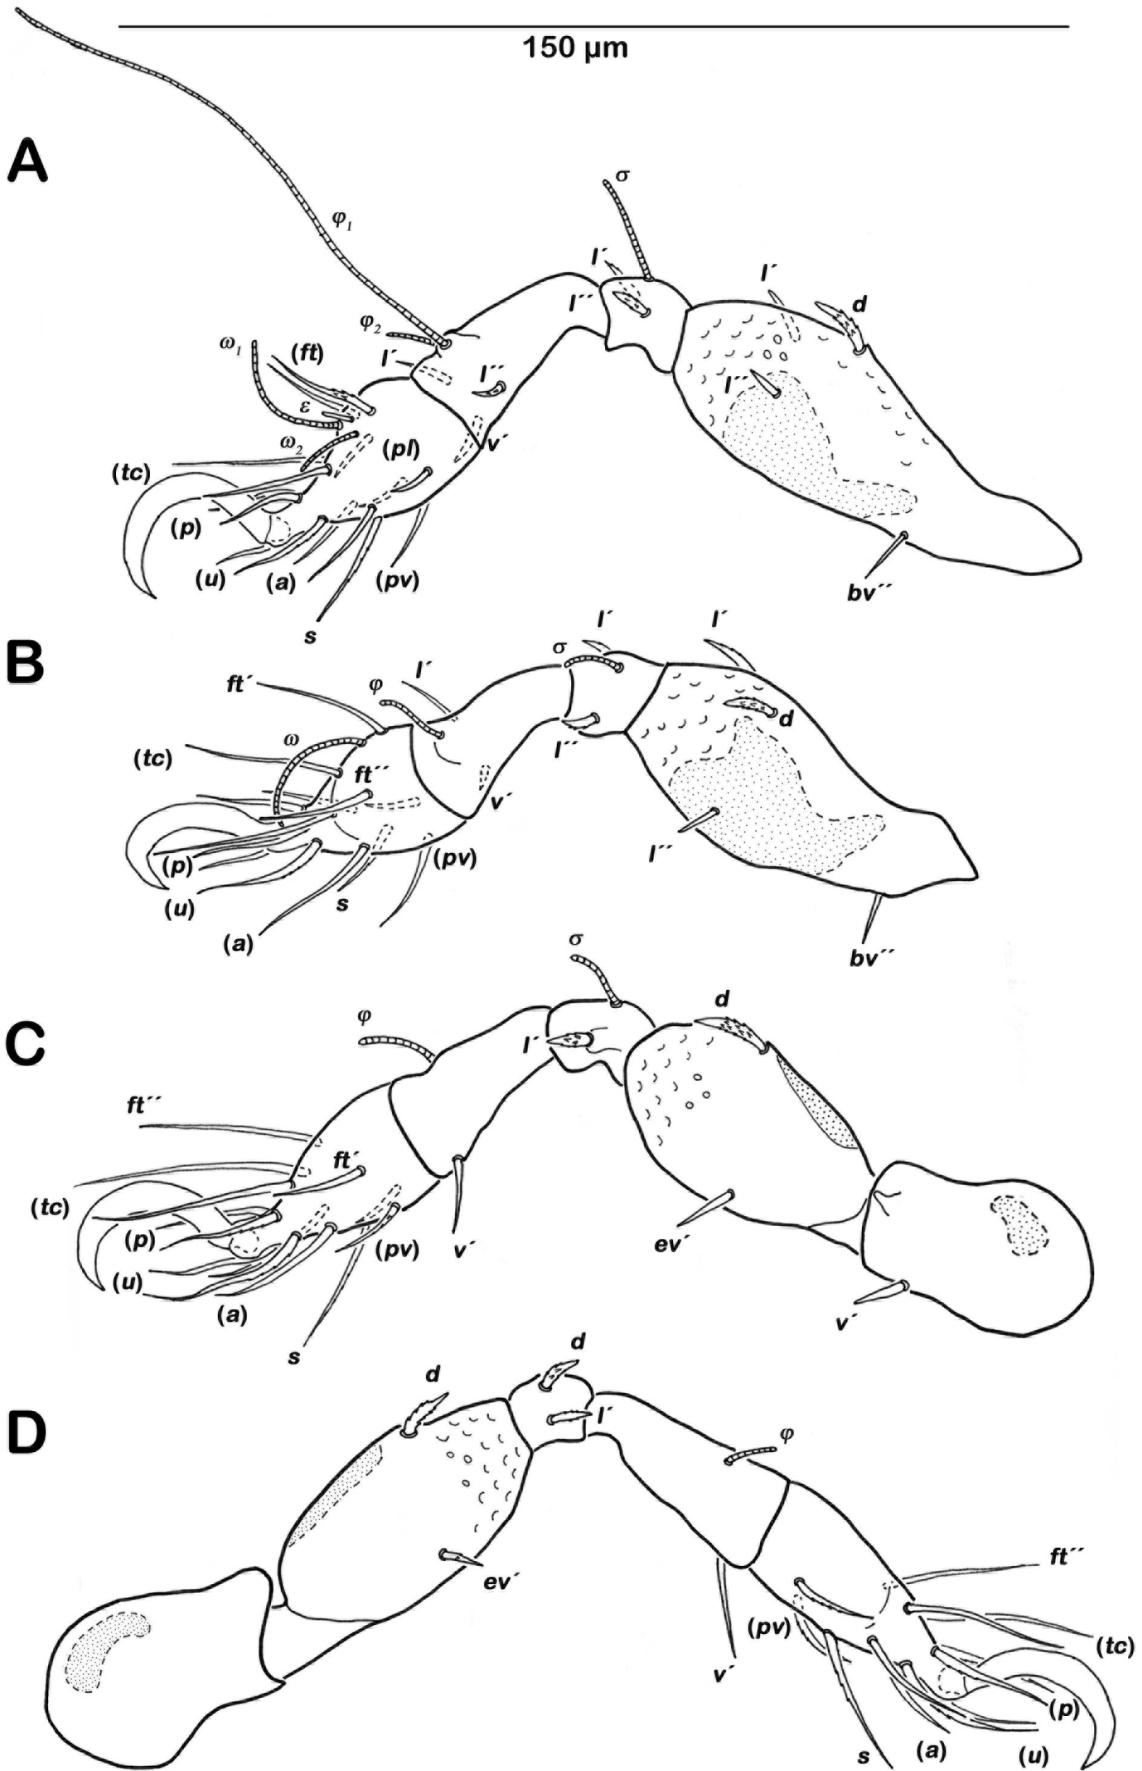 150 µm
A
φ1
σ
l´
l´´
l´
d
φ2
ω1
(ft)
l´
l´´
l´´
ε
ω2
(pl)
v´
(tc)
(p)
(u)
(a)
(pv)
bv´´
s
B
l´
l´
σ
ft´
φ
l´
d
ω
(tc)
ft´´
l´´
v´
l´´
(p)
(pv)
(u)
s
(a)
bv´´
C
σ
d
φ
l´
ft´´
ft´
(tc)
(p)
(pv)
v´
ev´
(u)
(a)
v´
s
D
d
d
l´
φ
ft´´
ev´
(pv)
(tc)
v´
(p)
s
(a)
(u)